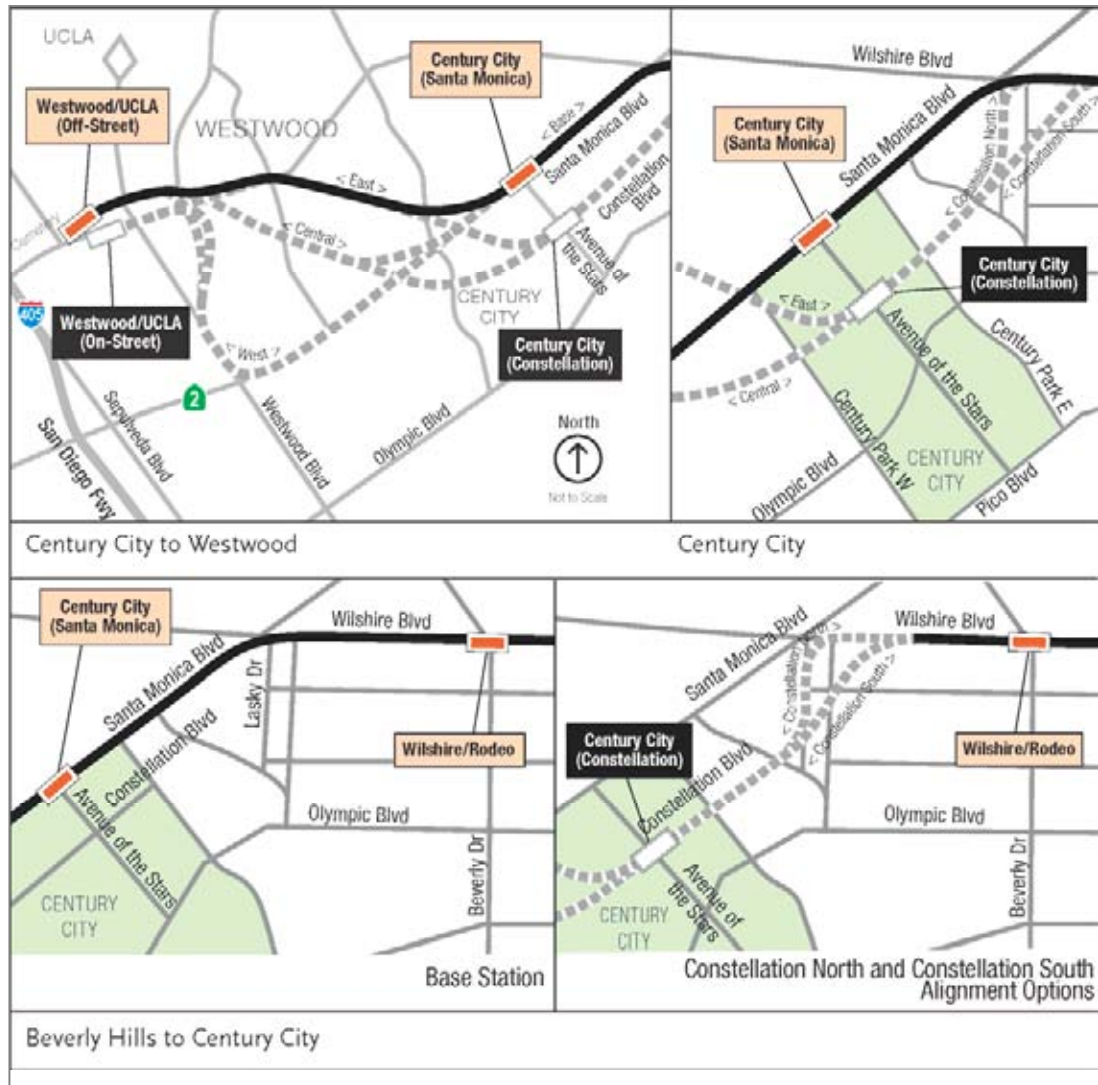 UCLA
Westwood/UCLA
(Off-Street)
WESTWOOD
Century City
(Santa Monica)
< Base >
Santa Monica Blvd
Constellation
Blvd
< East >
< Central >
Avenue of
the Stars
Cemetery
405
Westwood/UCLA
(On-Street)
< West >
CENTURY
CITY
Century City
(Constellation)
2
San Diego Fwy
Sepulveda Blvd
Westwood Blvd
Olympic Blvd
North
Not to Scale
Century City to Westwood
Wilshire Blvd
Santa Monica Blvd
< Constellation North >
< Constellation South >
Century City
(Santa Monica)
Century City
(Constellation)
< East >
< Central >
Avenue of the Stars
Century Park E
Century Park W
CENTURY
CITY
Olympic Blvd
Pico Blvd
Century City
Century City
(Santa Monica)
Wilshire Blvd
Santa Monica Blvd
Lasky Dr
Constellation Blvd
Wilshire/Rodeo
Avenue of the Stars
Olympic Blvd
Beverly Dr
CENTURY
CITY
Base Station
Wilshire Blvd
Santa Monica Blvd
< Constellation North >
< Constellation South >
Century City
(Constellation)
Wilshire/Rodeo
Constellation Blvd
Olympic Blvd
Avenue of
the Stars
Beverly Dr
CENTURY
CITY
Constellation North and Constellation South
Alignment Options
Beverly Hills to Century City